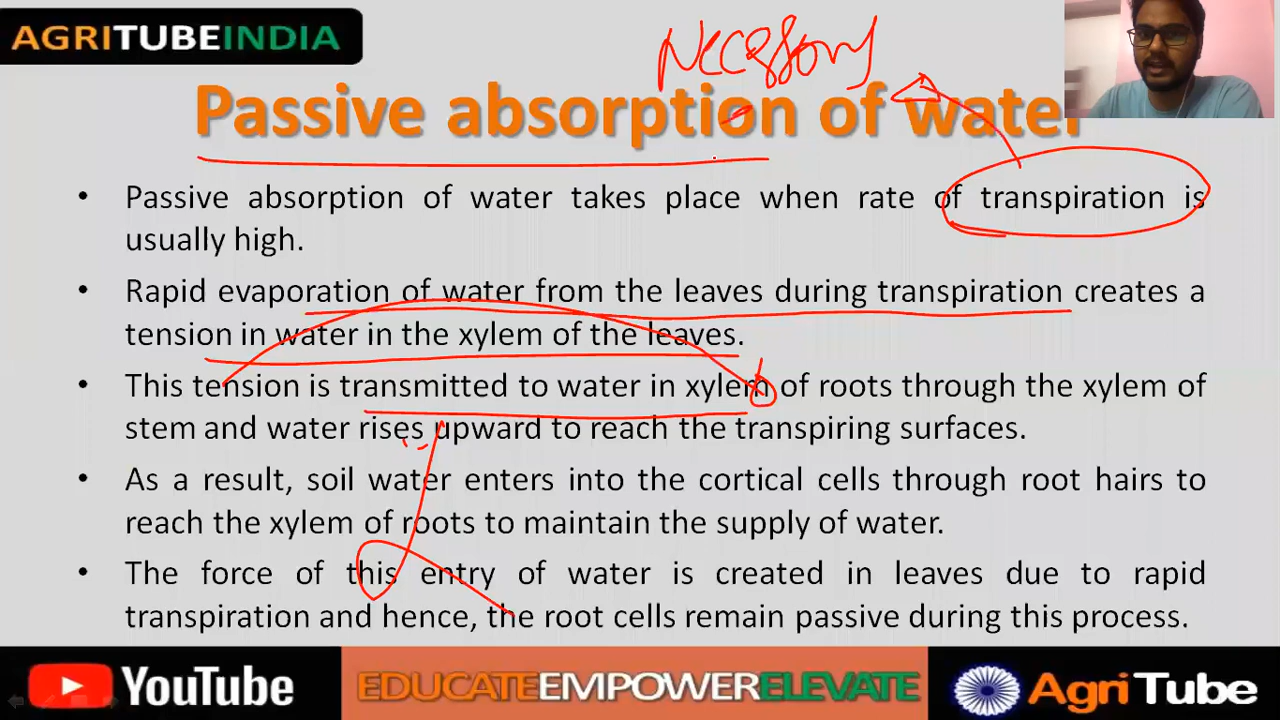 AGRITUBEINDIA
Necessary
Passive absorption of water
• Passive absorption of water takes place when rate of transpiration is
usually high.
• Rapid evaporation of water from the leaves during transpiration creates a
tension in water in the xylem of the leaves.
• This tension is transmitted to water in xylem of roots through the xylem of
stem and water rises upward to reach the transpiring surfaces.
• As a result, soil water enters into the cortical cells through root hairs to
reach the xylem of roots to maintain the supply of water.
• The force of this entry of water is created in leaves due to rapid
transpiration and hence, the root cells remain passive during this process.
YouTube
EDUCATEEMPOWERELEVATE
AgriTube